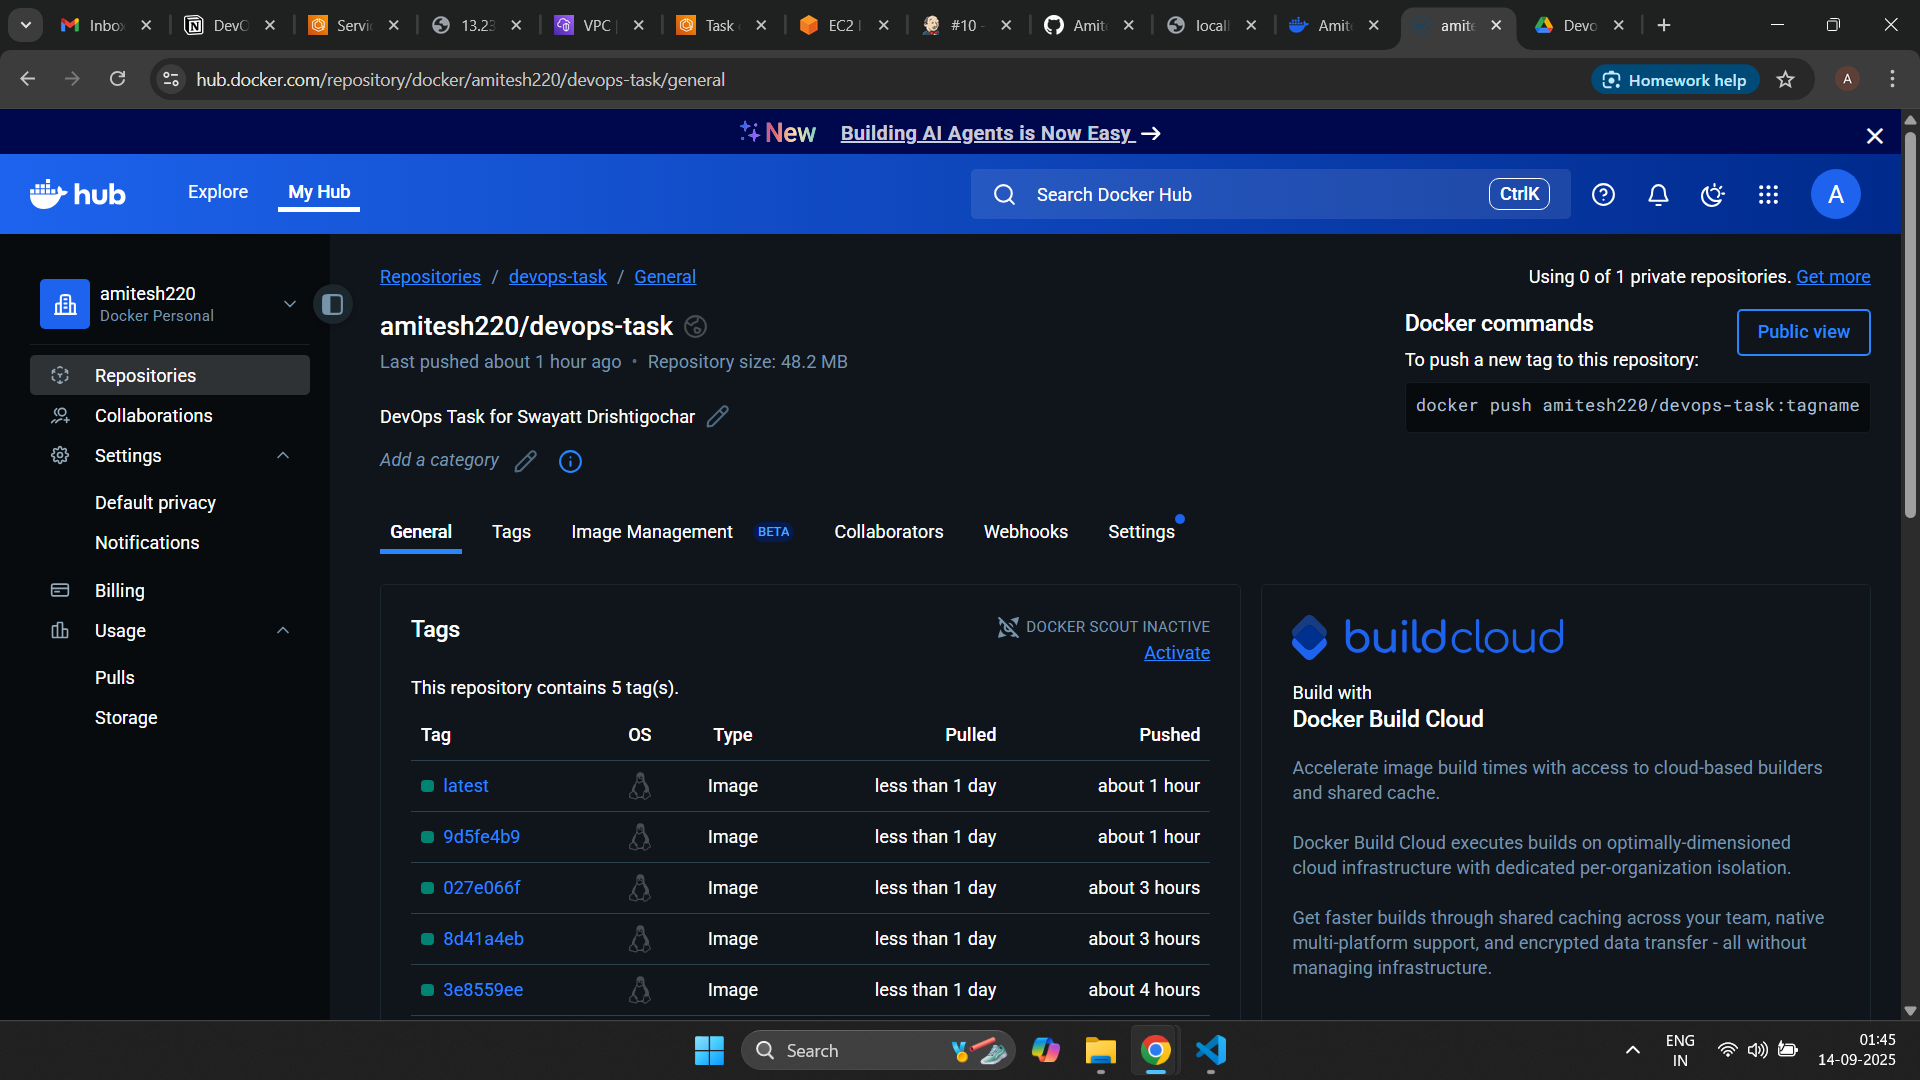 Inbox
DevO
Servic
13.23
VPC |
Task
EC2 I
#10 -
Amite
locall
Amite
amite
Devo
hub.docker.com/repository/docker/amitesh220/devops-task/general
Homework help
A
New Building AI Agents is Now Easy →
hub
Explore
My Hub
Search Docker Hub
CtrlK
A
amitesh220
Docker Personal
Repositories
Collaborations
Settings
Default privacy
Notifications
Billing
Usage
Pulls
Storage
Repositories / devops-task / General
Using 0 of 1 private repositories. Get more
amitesh220/devops-task
Last pushed about 1 hour ago • Repository size: 48.2 MB
DevOps Task for Swayatt Drishtigochar
Add a category
Docker commands
Public view
To push a new tag to this repository:
docker push amitesh220/devops-task:tagname
General
Tags
Image Management BETA
Collaborators
Webhooks
Settings
Tags
DOCKER SCOUT INACTIVE
Activate
This repository contains 5 tag(s).
Tag OS Type Pulled Pushed
latest Image less than 1 day about 1 hour
9d5fe4b9 Image less than 1 day about 1 hour
027e066f Image less than 1 day about 3 hours
8d41a4eb Image less than 1 day about 3 hours
3e8559ee Image less than 1 day about 4 hours
buildcloud
Build with
Docker Build Cloud
Accelerate image build times with access to cloud-based builders
and shared cache.
Docker Build Cloud executes builds on optimally-dimensioned
cloud infrastructure with dedicated per-organization isolation.
Get faster builds through shared caching across your team, native
multi-platform support, and encrypted data transfer - all without
managing infrastructure.
Search
ENG
IN
01:45
14-09-2025